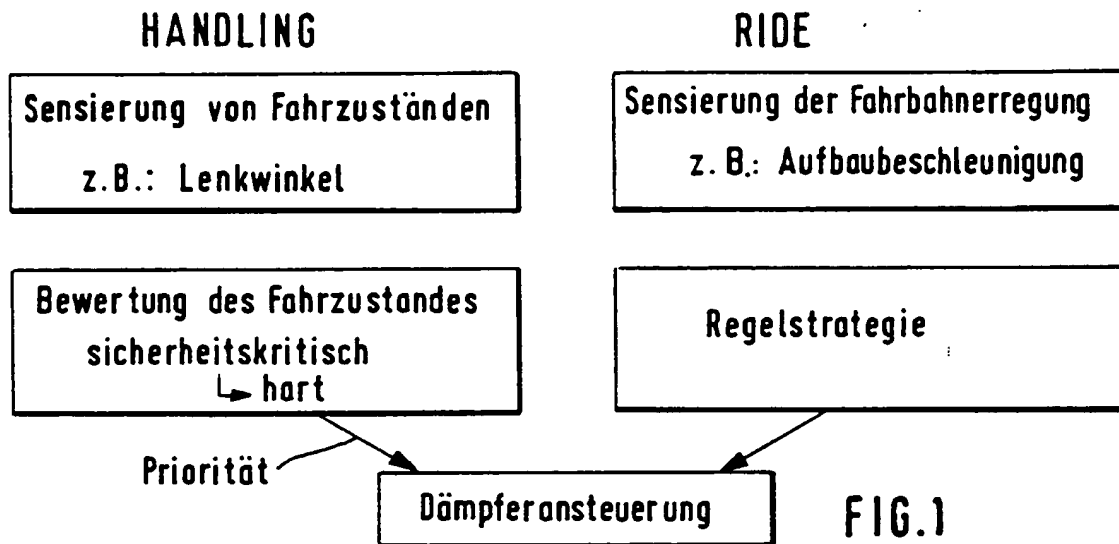 HANDLING
Sensierung von Fahrzuständen
z.B.: Lenkwinkel
Bewertung des Fahrzustandes
sicherheitskritisch
hart
Priorität
RIDE
Sensierung der Fahrbahnerregung
z. B.: Aufbaubeschleunigung
Regelstrategie
Dämpferansteuerung
FIG.1